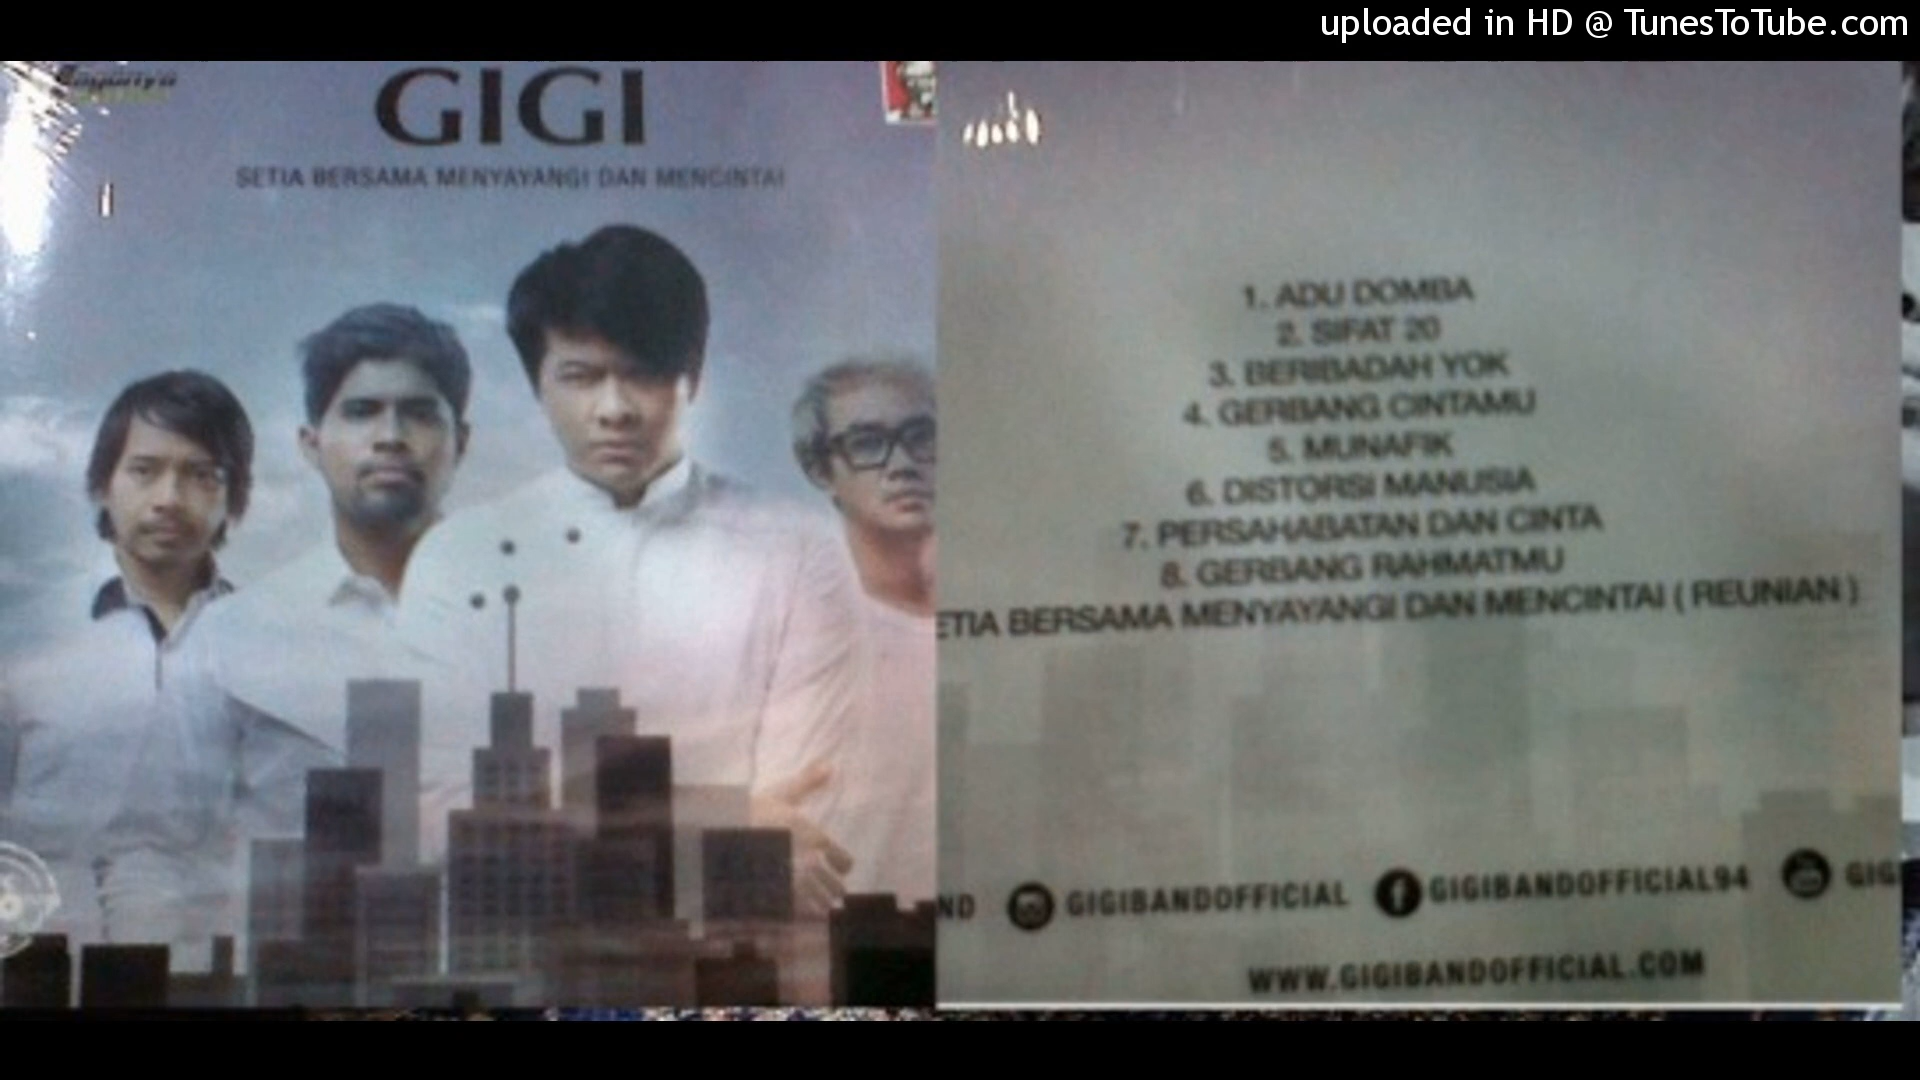 uploaded in HD @ TunesToTube.com
GIGI
SETIA BERSAMA MENYAYANGI DAN MENCINTAI
1. ADU DOMBA
2. SIFAT 20
3. BERIBADAH YOK
4. GERBANG CINTAMU
5. MUNAFIK
6. DISTORSI MANUSIA
7. PERSAHABATAN DAN CINTA
8. GERBANG RAHMATMU
ETIA BERSAMA MENYAYANGI DAN MENCINTAI ( REUNIAN )
ND GIGIBANDOFFICIAL GIGIBANDOFFICIAL94 GIG
WWW.GIGIBANDOFFICIAL.COM